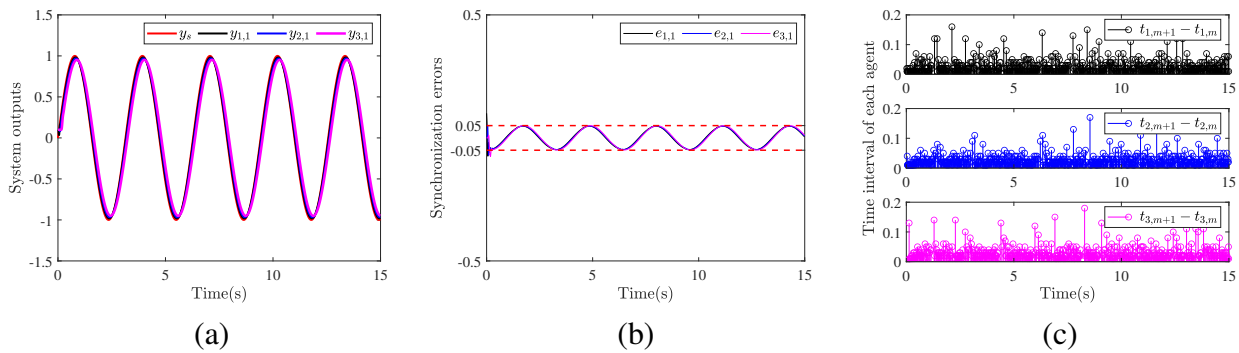 1.5
1
0.5
0
-0.5
-1
-1.5
0 5 10 15
System outputs
Time(s)
y_s y_{1,1} y_{2,1} y_{3,1}
(a)
0.5
0.05
-0.05
-0.5
0 5 10 15
Synchronization errors
Time(s)
e_{1,1} e_{2,1} e_{3,1}
(b)
Time interval of each agent
0.2
0.1
0
0 5 10 15
t_{1,m+1} − t_{1,m}
0.2
0.1
0
0 5 10 15
t_{2,m+1} − t_{2,m}
0.2
0.1
0
0 5 10 15
t_{3,m+1} − t_{3,m}
Time(s)
(c)